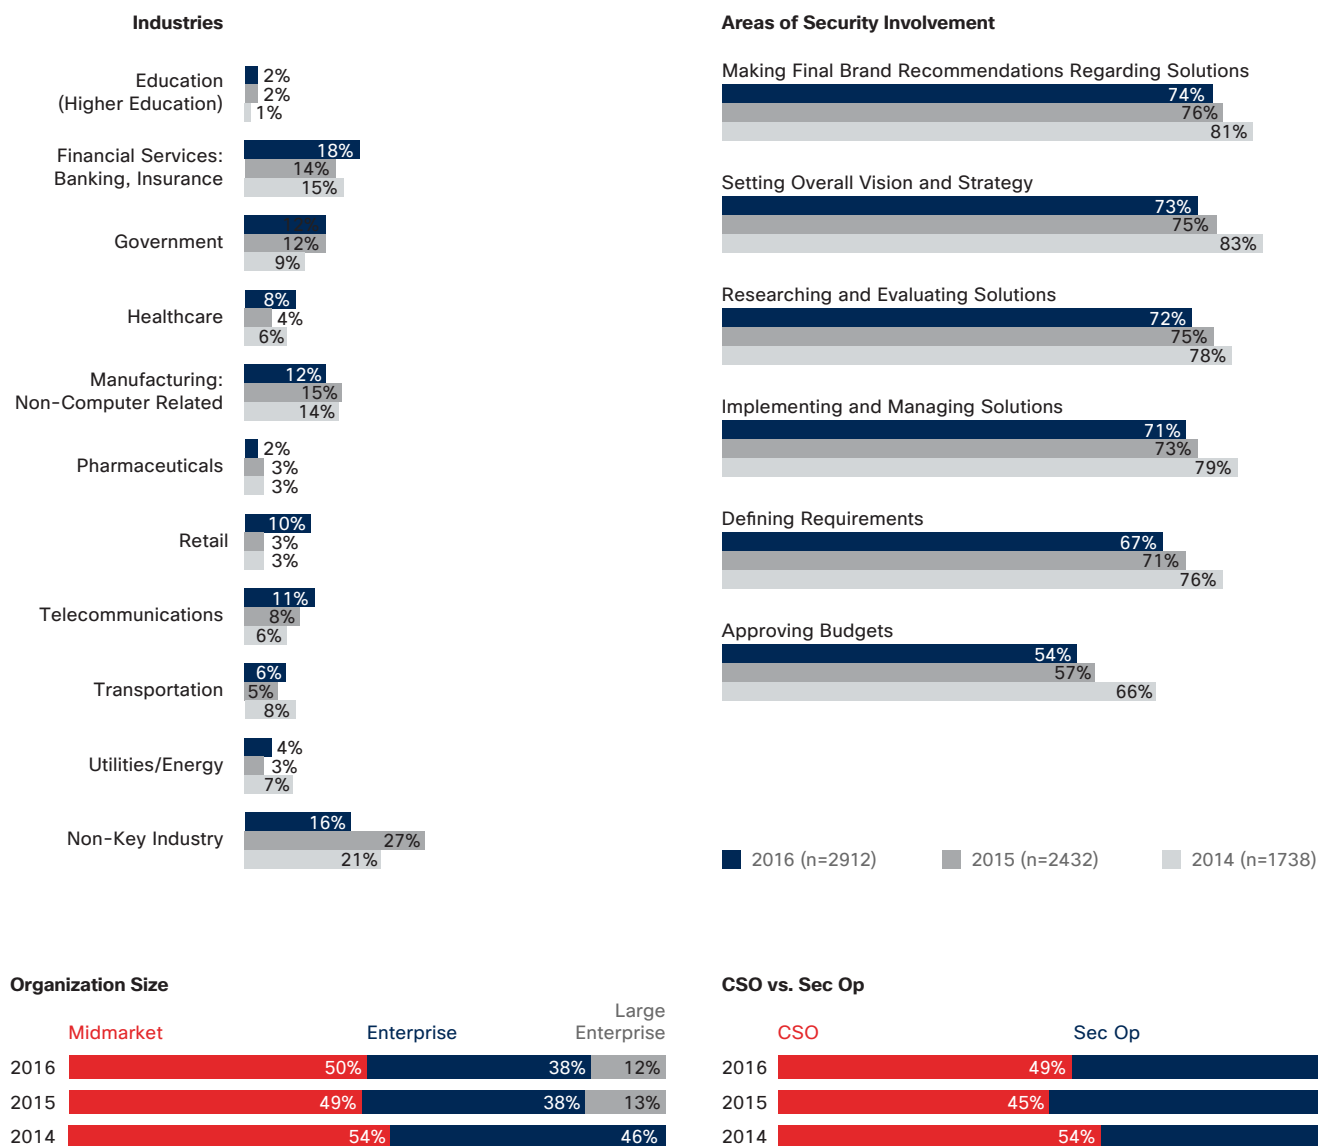 Industries
Education
(Higher Education)
2%
2%
1%
Financial Services:
Banking, Insurance
18%
14%
15%
Government
12%
12%
9%
Healthcare
8%
4%
6%
Manufacturing:
Non-Computer Related
12%
15%
14%
Pharmaceuticals
2%
3%
3%
Retail
10%
3%
3%
Telecommunications
11%
8%
6%
Transportation
6%
5%
8%
Utilities/Energy
4%
3%
7%
Non-Key Industry
16%
27%
21%
Areas of Security Involvement
Making Final Brand Recommendations Regarding Solutions
74%
76%
81%
Setting Overall Vision and Strategy
73%
75%
83%
Researching and Evaluating Solutions
72%
75%
78%
Implementing and Managing Solutions
71%
73%
79%
Defining Requirements
67%
71%
76%
Approving Budgets
54%
57%
66%
2016 (n=2912) 2015 (n=2432) 2014 (n=1738)
Organization Size
Midmarket Enterprise Large
Enterprise
2016 50% 38% 12%
2015 49% 38% 13%
2014 54% 46%
CSO vs. Sec Op
CSO Sec Op
2016 49%
2015 45%
2014 54%